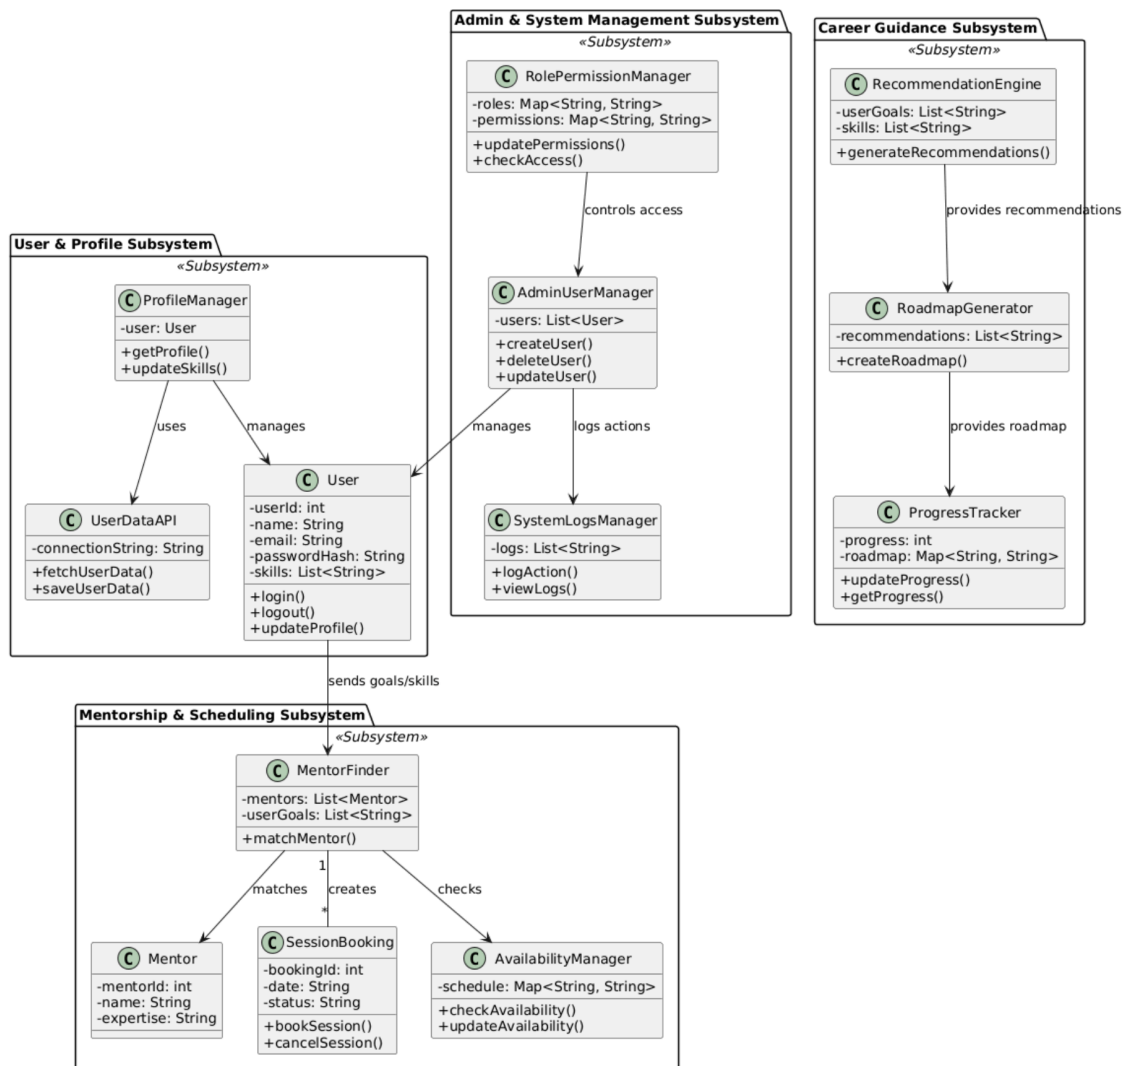 Admin & System Management Subsystem
«Subsystem»
C RolePermissionManager
-roles: Map<String, String>
-permissions: Map<String, String>
+updatePermissions()
+checkAccess()
controls access
C AdminUserManager
-users: List<User>
+createUser()
+deleteUser()
+updateUser()
manages
logs actions
C SystemLogsManager
-logs: List<String>
+logAction()
+viewLogs()
Career Guidance Subsystem
«Subsystem»
C RecommendationEngine
-userGoals: List<String>
-skills: List<String>
+generateRecommendations()
provides recommendations
C RoadmapGenerator
-recommendations: List<String>
+createRoadmap()
provides roadmap
C ProgressTracker
-progress: int
-roadmap: Map<String, String>
+updateProgress()
+getProgress()
User & Profile Subsystem
«Subsystem»
C ProfileManager
-user: User
+getProfile()
+updateSkills()
uses
manages
C UserDataAPI
-connectionString: String
+fetchUserData()
+saveUserData()
C User
-userId: int
-name: String
-email: String
-passwordHash: String
-skills: List<String>
+login()
+logout()
+updateProfile()
sends goals/skills
Mentorship & Scheduling Subsystem
«Subsystem»
C MentorFinder
-mentors: List<Mentor>
-userGoals: List<String>
+matchMentor()
matches
1
creates
*
checks
C Mentor
-mentorId: int
-name: String
-expertise: String
C SessionBooking
-bookingId: int
-date: String
-status: String
+bookSession()
+cancelSession()
C AvailabilityManager
-schedule: Map<String, String>
+checkAvailability()
+updateAvailability()